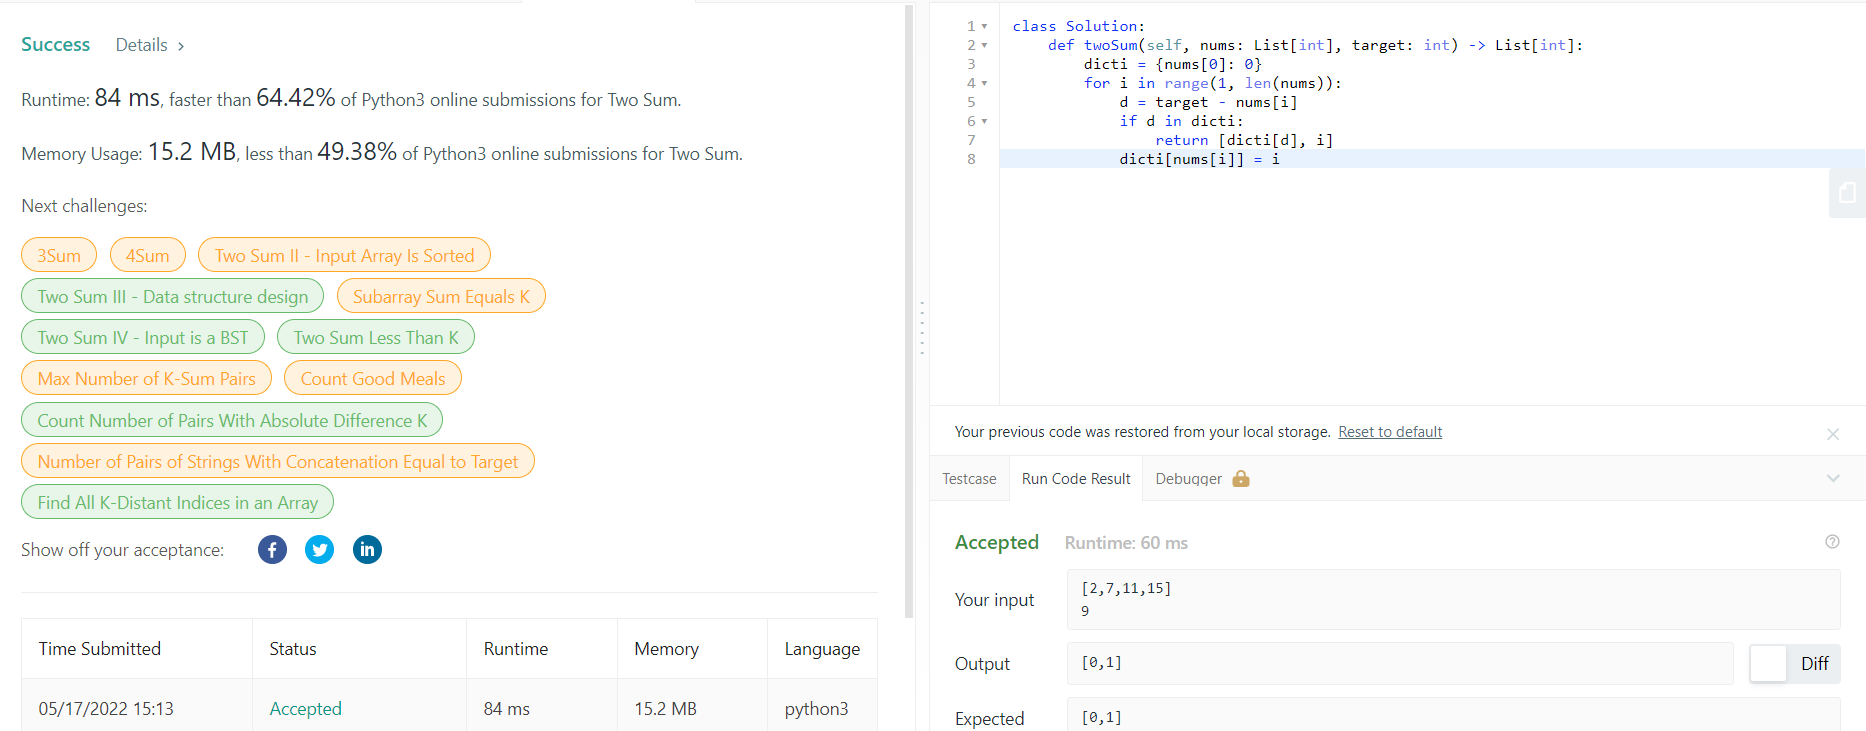 Success Details >
Runtime: 84 ms, faster than 64.42% of Python3 online submissions for Two Sum.
Memory Usage: 15.2 MB, less than 49.38% of Python3 online submissions for Two Sum.
Next challenges:
3Sum 4Sum Two Sum II - Input Array Is Sorted
Two Sum III - Data structure design Subarray Sum Equals K
Two Sum IV - Input is a BST Two Sum Less Than K
Max Number of K-Sum Pairs Count Good Meals
Count Number of Pairs With Absolute Difference K
Number of Pairs of Strings With Concatenation Equal to Target
Find All K-Distant Indices in an Array
Show off your acceptance: f in
Time Submitted Status Runtime Memory Language
05/17/2022 15:13 Accepted 84 ms 15.2 MB python3
1 class Solution:
2     def twoSum(self, nums: List[int], target: int) -> List[int]:
3         dicti = {nums[0]: 0}
4         for i in range(1, len(nums)):
5             d = target - nums[i]
6             if d in dicti:
7                 return [dicti[d], i]
8             dicti[nums[i]] = i
Your previous code was restored from your local storage. Reset to default
Testcase Run Code Result Debugger
Accepted Runtime: 60 ms
Your input
[2,7,11,15]
9
Output [0,1] Diff
Expected [0,1]